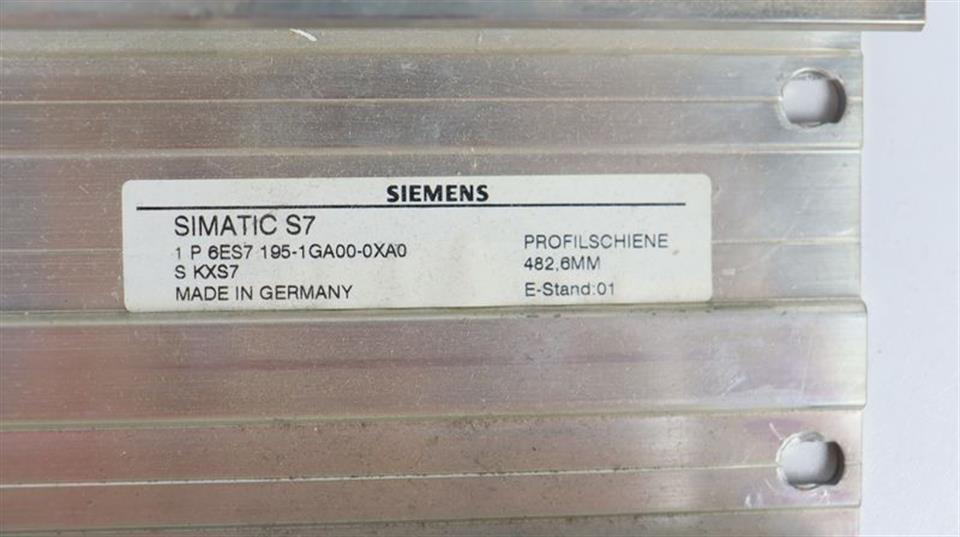 SIEMENS
SIMATIC S7
1 P 6ES7 195-1GA00-0XA0
S KXS7
MADE IN GERMANY
PROFILSCHIENE
482,6MM
E-Stand:01